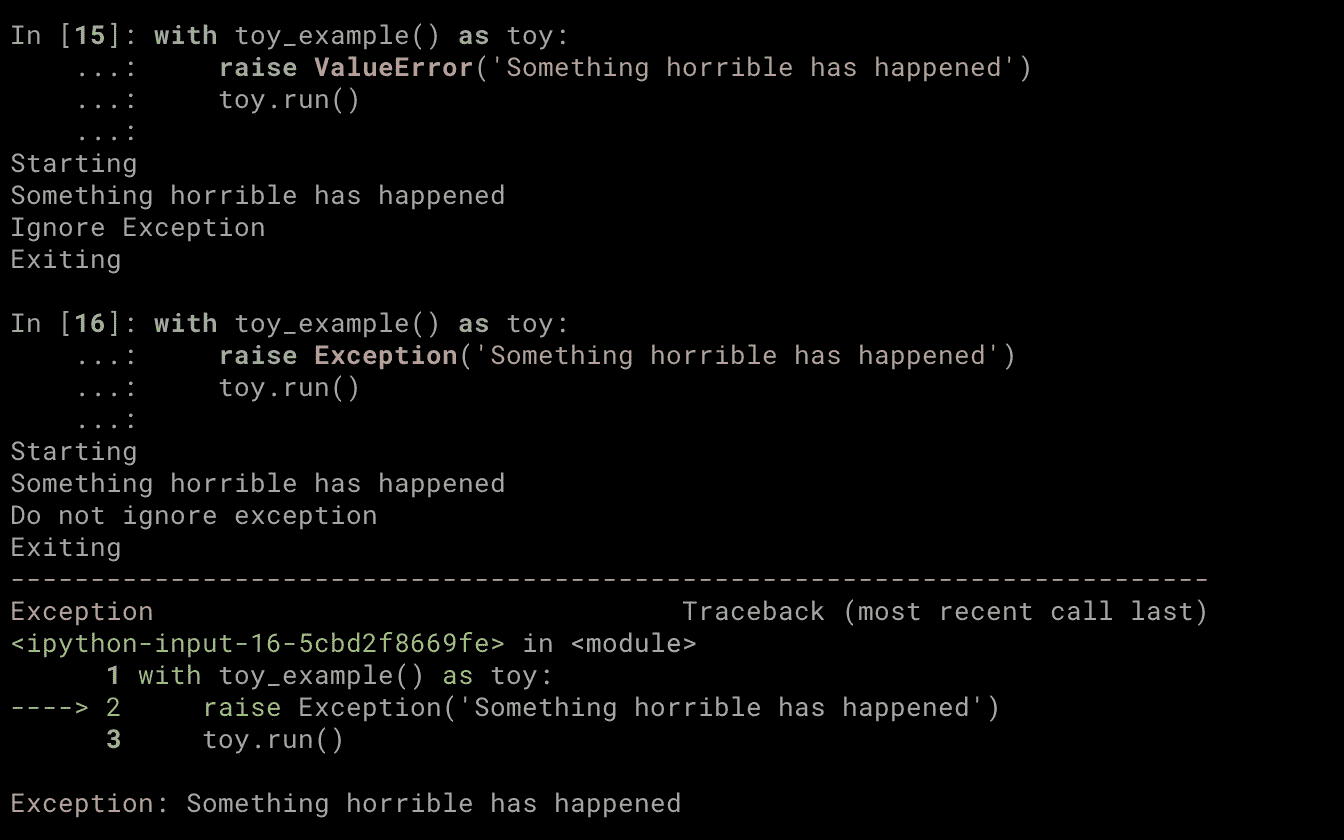 In [15]: with toy_example() as toy:
    ...:     raise ValueError('Something horrible has happened')
    ...:     toy.run()
    ...:
Starting
Something horrible has happened
Ignore Exception
Exiting

In [16]: with toy_example() as toy:
    ...:     raise Exception('Something horrible has happened')
    ...:     toy.run()
    ...:
Starting
Something horrible has happened
Do not ignore exception
Exiting
---------------------------------------------------------------------------
Exception                                 Traceback (most recent call last)
<ipython-input-16-5cbd2f8669fe> in <module>
      1 with toy_example() as toy:
----> 2     raise Exception('Something horrible has happened')
      3     toy.run()

Exception: Something horrible has happened